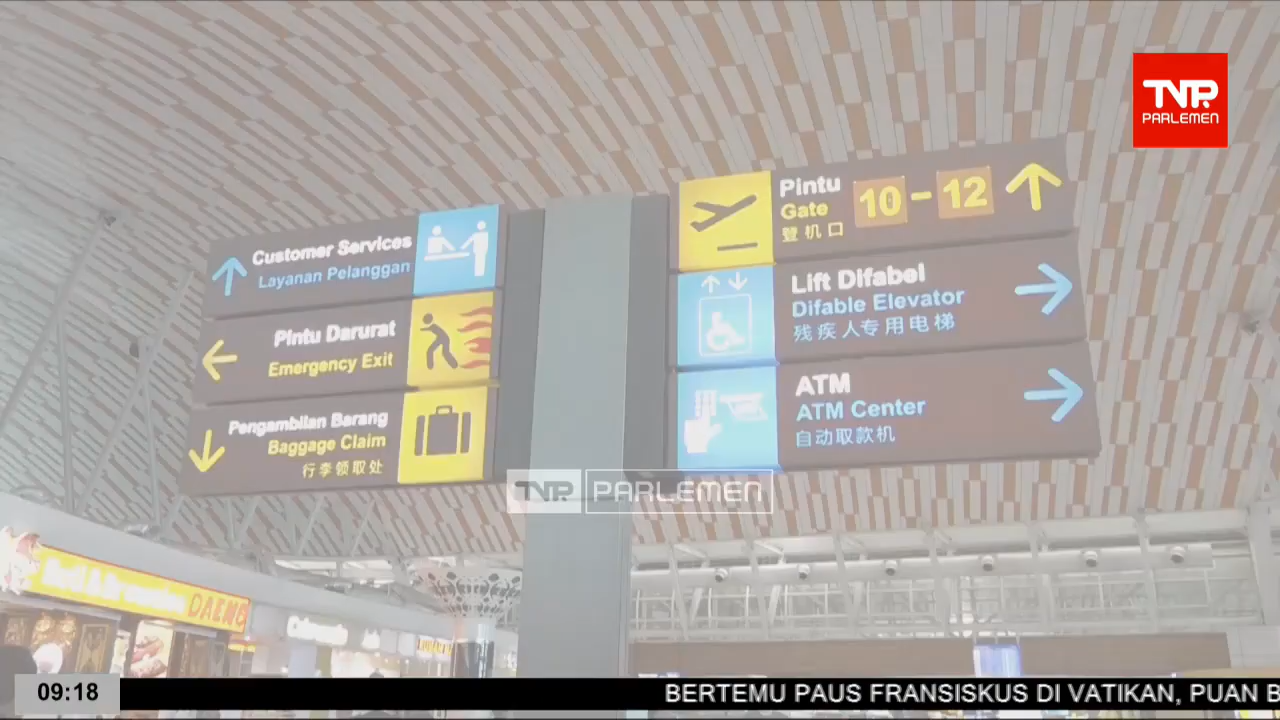 TVR
PARLEMEN
Customer Services
Layanan Pelanggan
Pintu Darurat
Emergency Exit
Pengambilan Barang
Baggage Claim
行李领取处
Pintu
Gate
登机口
10 - 12
Lift Difabel
Difable Elevator
残疾人专用电梯
ATM
ATM Center
自动取款机
TVR PARLEMEN
DAENG
09:18
BERTEMU PAUS FRANSISKUS DI VATIKAN, PUAN B